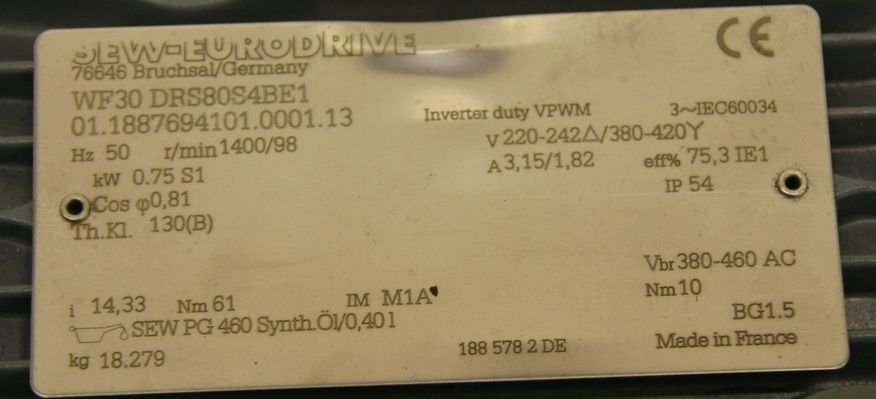 SEW-EURODRIVE
CE
76646 Bruchsal/Germany
WF30 DRS80S4BE1
01.1887694101.0001.13
Inverter duty VPWM 3~IEC60034
Hz 50 r/min 1400/98
V 220-242△/380-420Y
kW 0.75 S1
A 3,15/1,82 eff% 75,3 IE1
Cos φ 0,81
IP 54
Th.Kl. 130(B)
Vbr 380-460 AC
i 14,33 Nm 61 IM M1A
Nm 10
SEW PG 460 Synth.Öl/0,40 l
BG1.5
kg 18.279
188 578 2 DE
Made in France